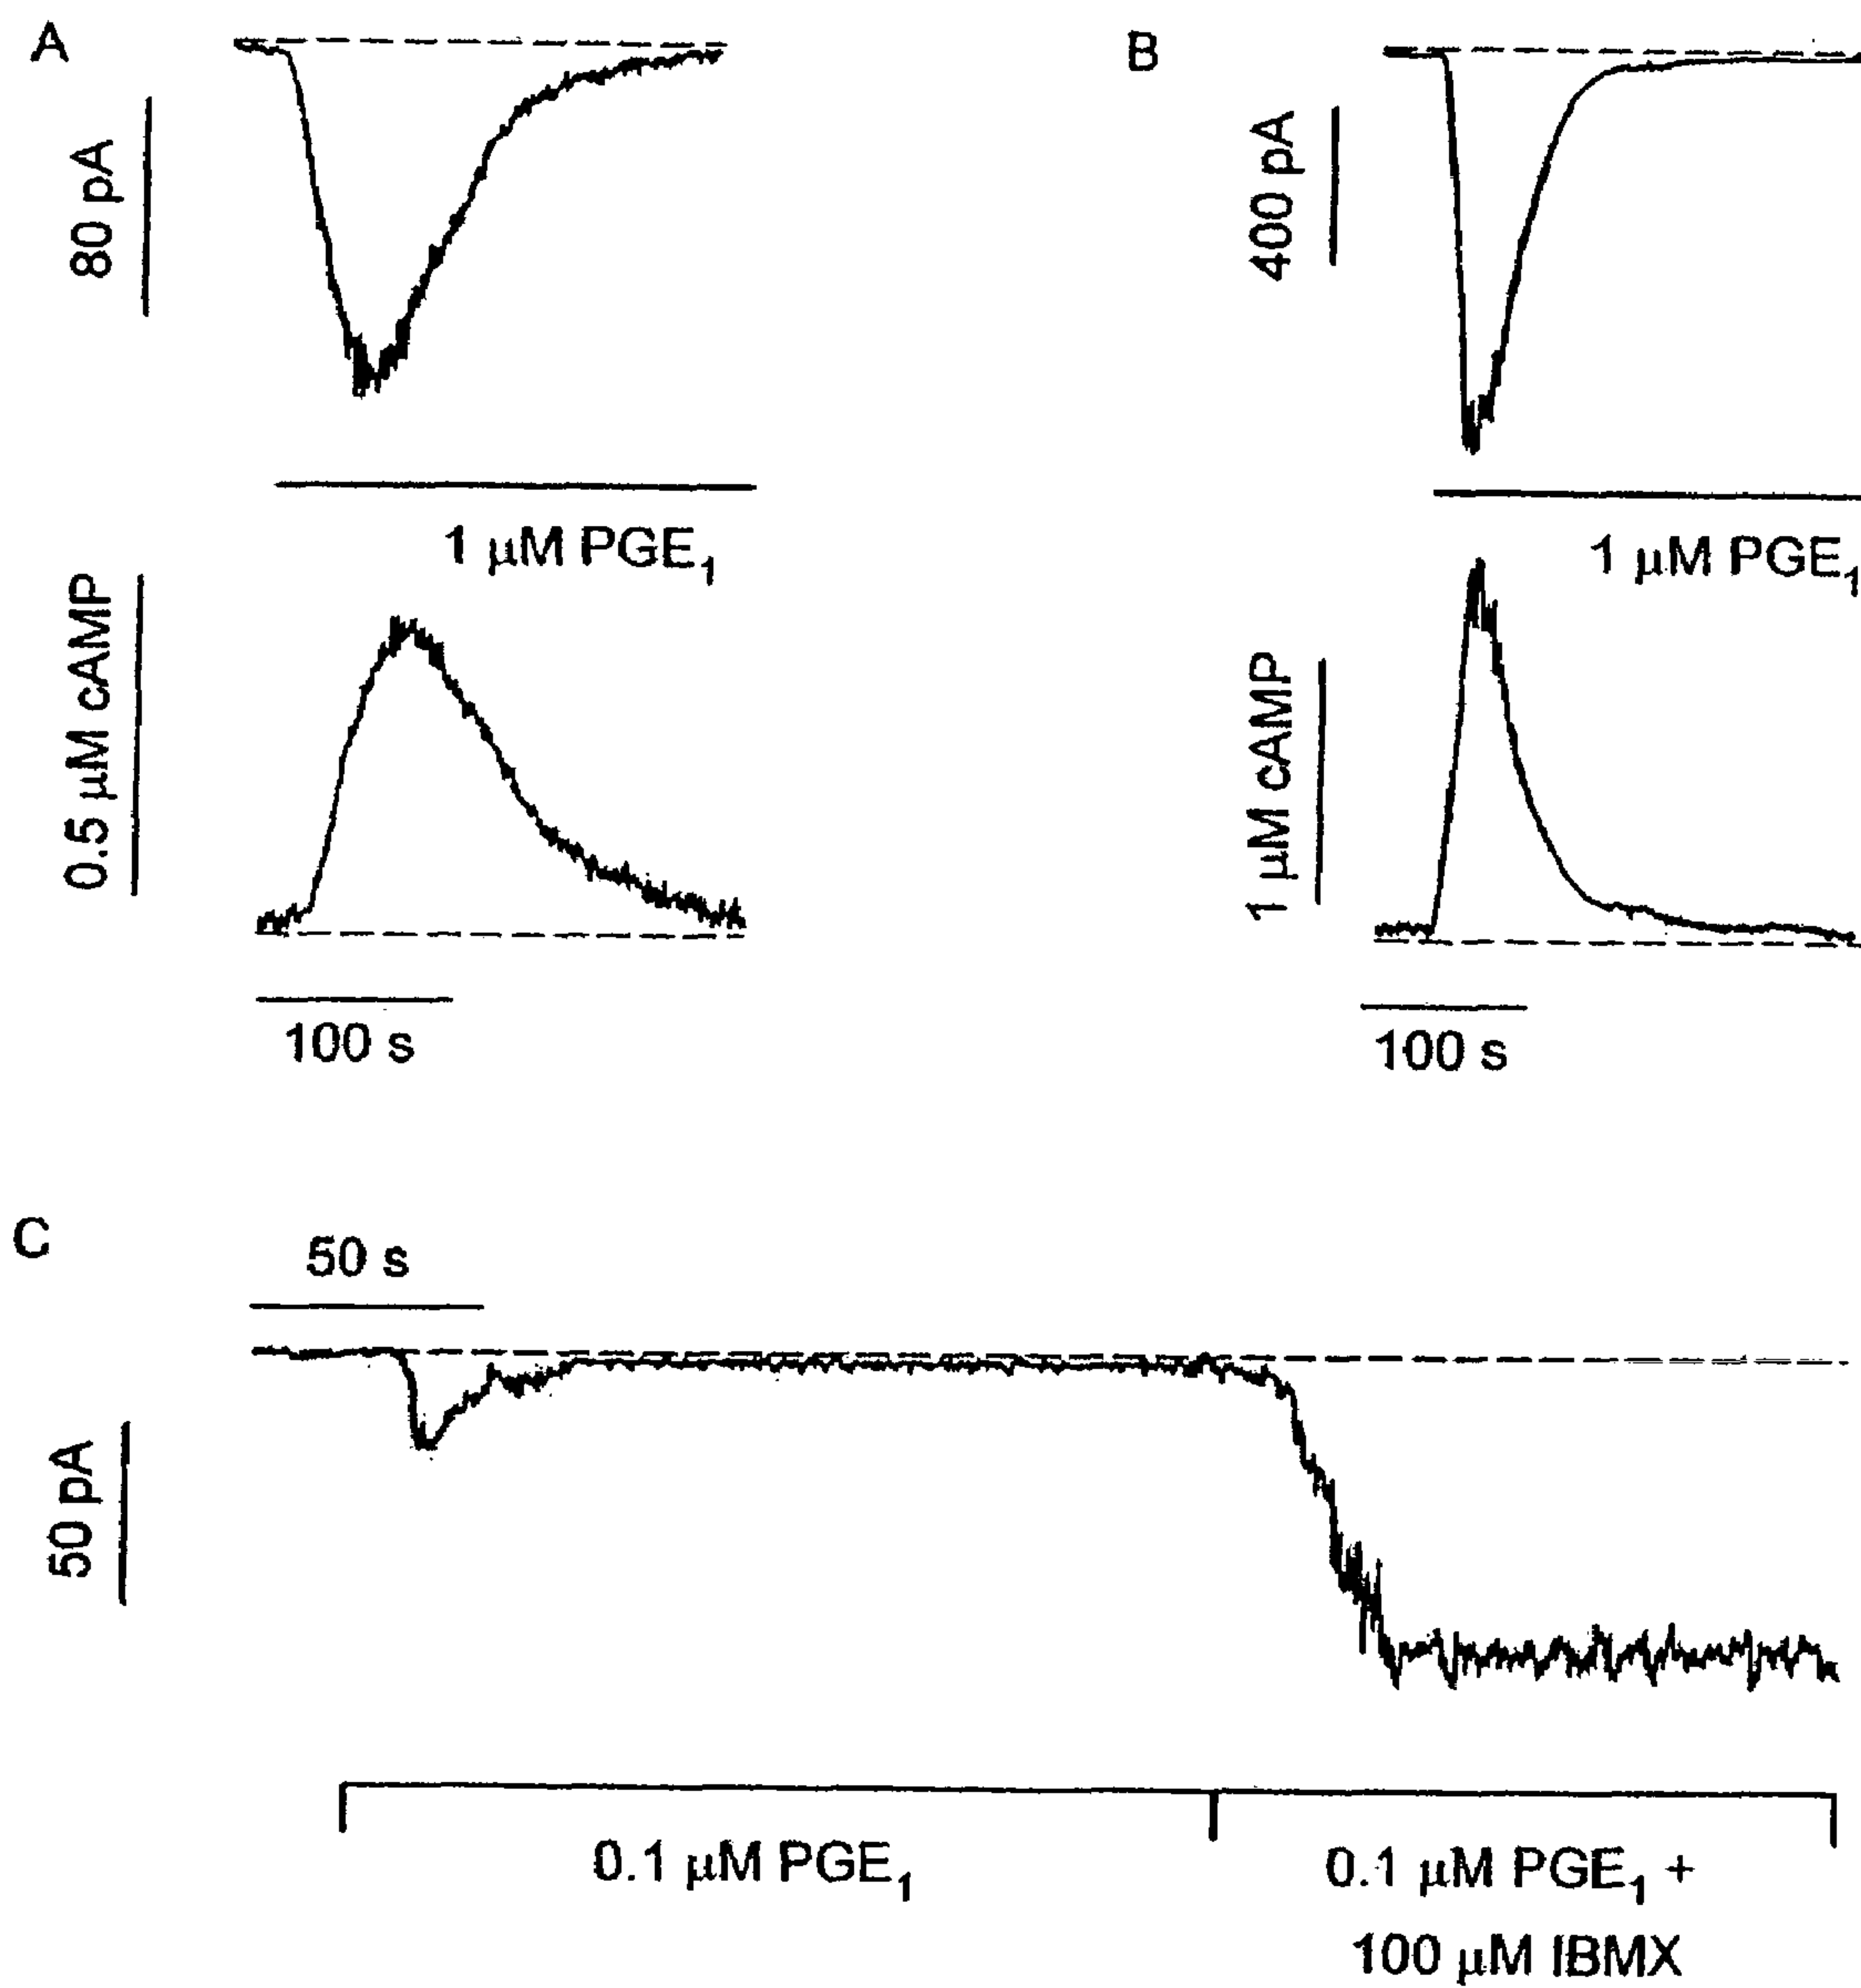 A
80 pA
1 μM PGE₁
0.5 μM cAMP
100 s
B
400 pA
1 μM PGE₁
1 μM cAMP
100 s
C
50 s
50 pA
0.1 μM PGE₁
0.1 μM PGE₁ +
100 μM IBMX